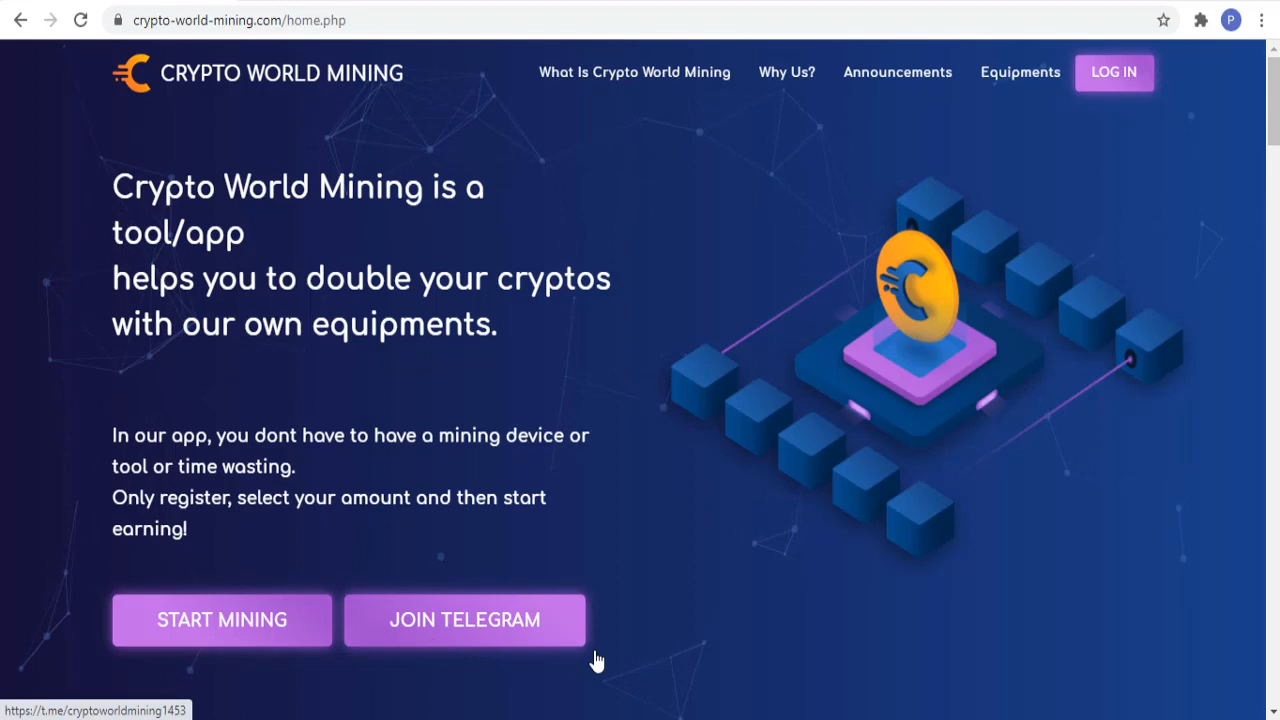 crypto-world-mining.com/home.php
P
CRYPTO WORLD MINING
What Is Crypto World Mining
Why Us?
Announcements
Equipments
LOG IN
Crypto World Mining is a
tool/app
helps you to double your cryptos
with our own equipments.
In our app, you dont have to have a mining device or
tool or time wasting.
Only register, select your amount and then start
earning!
START MINING
JOIN TELEGRAM
https://t.me/cryptoworldmining1453